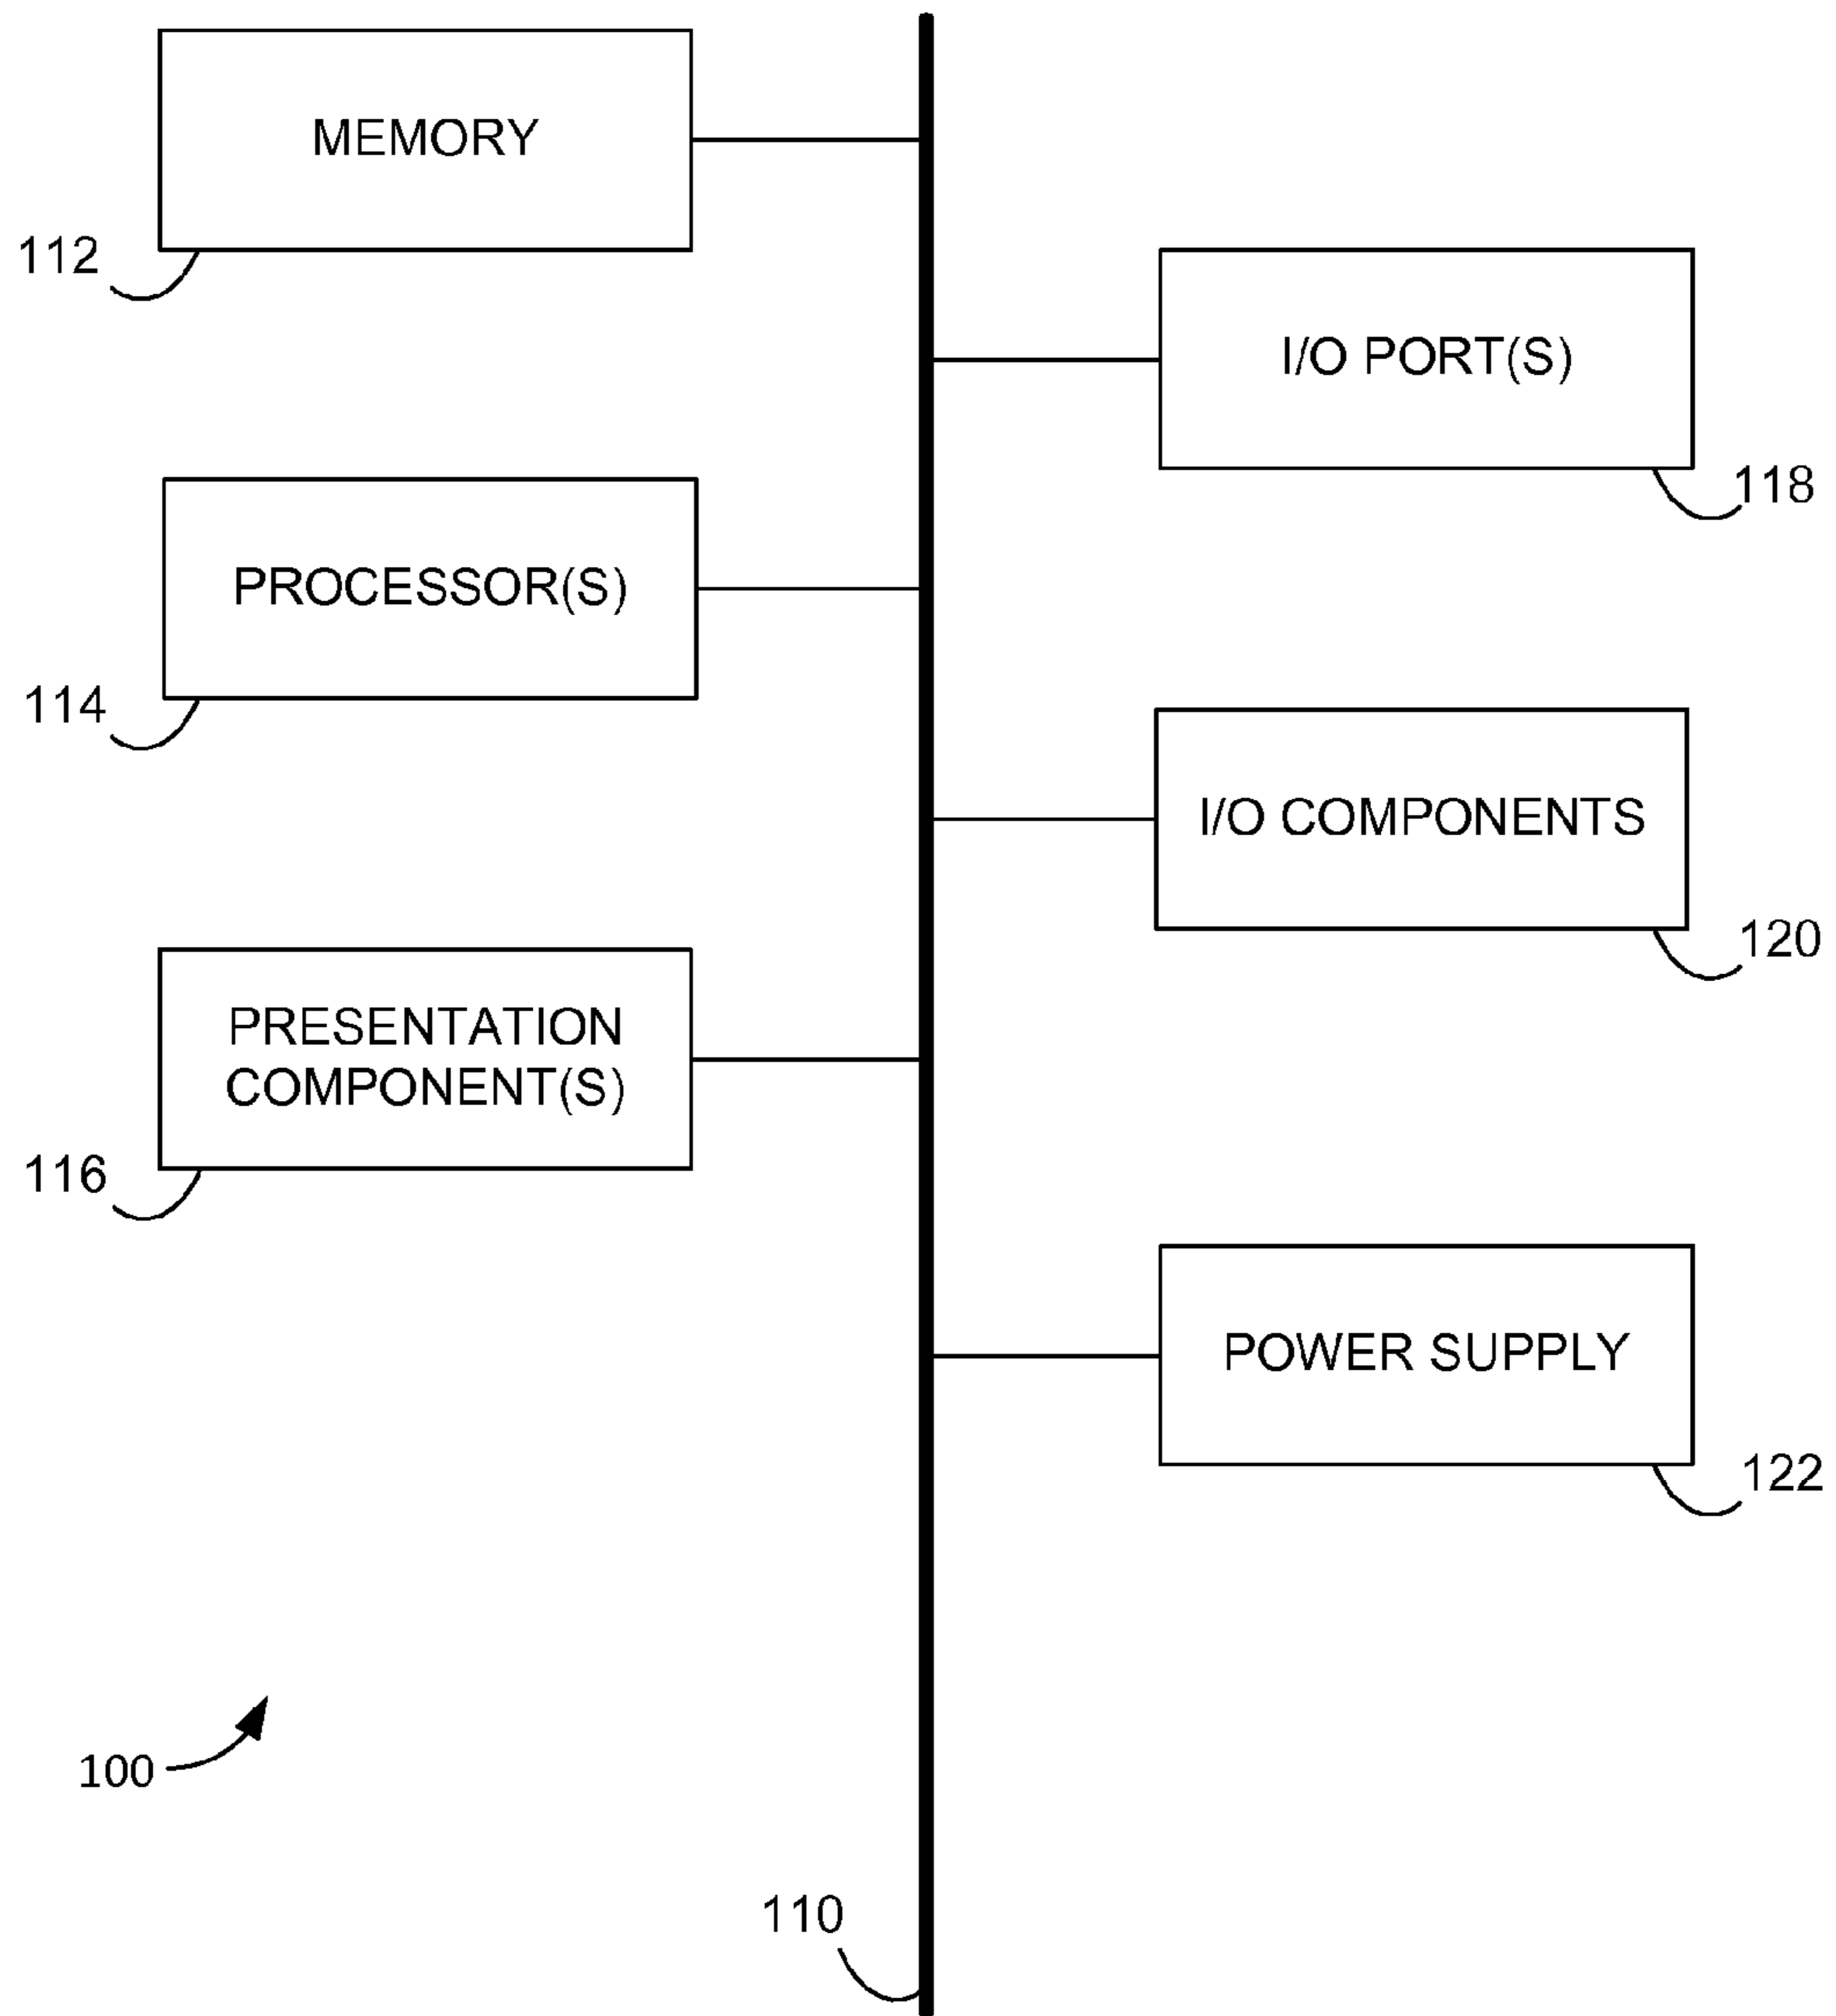 MEMORY
112
I/O PORT(S)
118
PROCESSOR(S)
114
I/O COMPONENTS
120
PRESENTATION
COMPONENT(S)
116
POWER SUPPLY
122
100
110